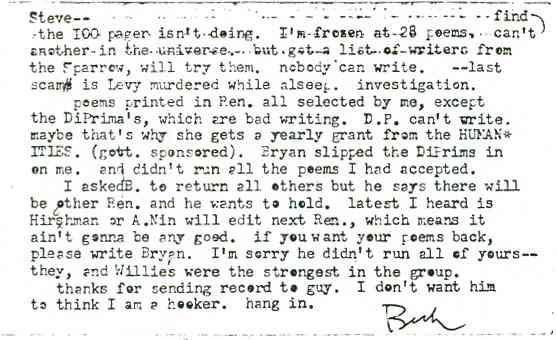 Steve--                                                                 find
the 100 pager isn't doing. I'm frozen at 28 poems, can't
another in the universe. but got a list of writers from
the Sparrow, will try them. nobody can write. --last
scam is Levy murdered while alseep. investigation.
poems printed in Ren. all selected by me, except
the DiPrima's, which are bad writing. D.P. can't write.
maybe that's why she gets a yearly grant from the HUMAN*
ITIES. (govt. sponsored). Bryan slipped the DiPrims in
on me. and didn't run all the poems I had accepted.
I askedB. to return all others but he says there will
be other Ren. and he wants to hold. latest I heard is
Hirshman or A.Nin will edit next Ren., which means it
ain't gonna be any good. if you want your poems back,
please write Bryan. I'm sorry he didn't run all of yours--
they, and Willies were the strongest in the group.
thanks for sending record to guy. I don't want him
to think I am a hooker. hang in.
Buk